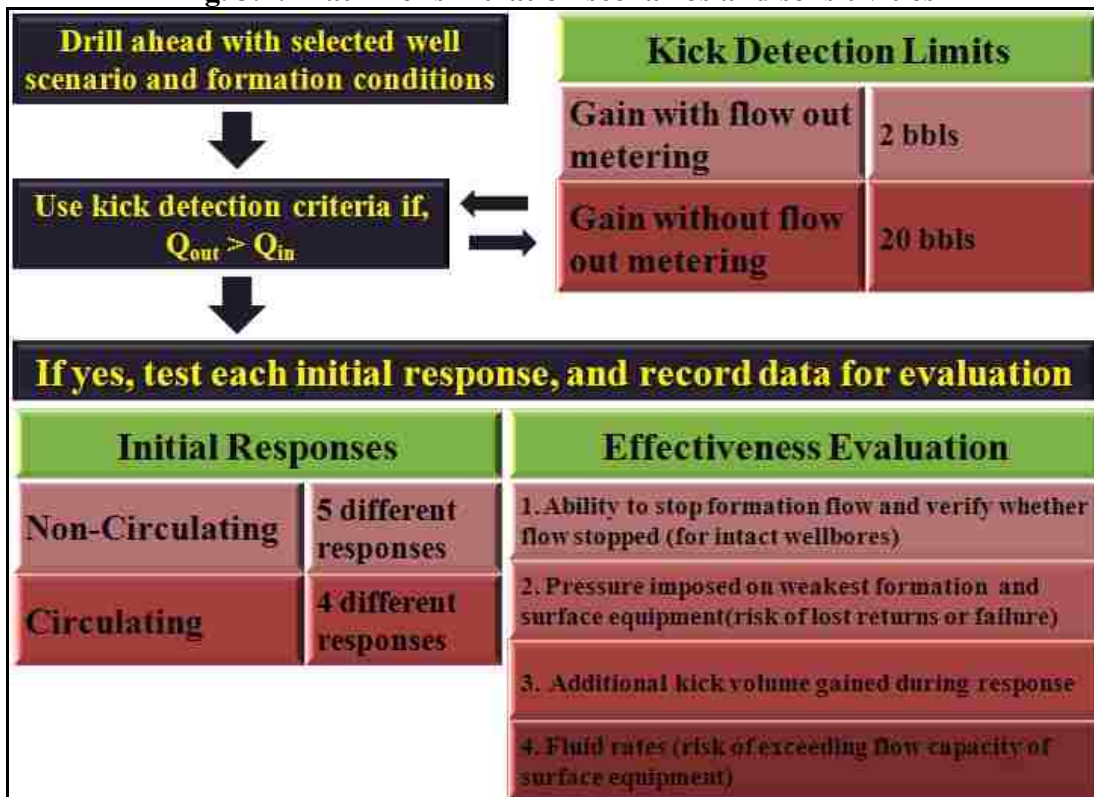 Drill ahead with selected well
scenario and formation conditions
Use kick detection criteria if,
Qout > Qin
Kick Detection Limits
Gain with flow out
metering
2 bbls
Gain without flow
out metering
20 bbls
If yes, test each initial response, and record data for evaluation
Initial Responses
Non-Circulating
5 different
responses
Circulating
4 different
responses
Effectiveness Evaluation
1. Ability to stop formation flow and verify whether
flow stopped (for intact wellbores)
2. Pressure imposed on weakest formation and
surface equipment(risk of lost returns or failure)
3. Additional kick volume gained during response
4. Fluid rates (risk of exceeding flow capacity of
surface equipment)